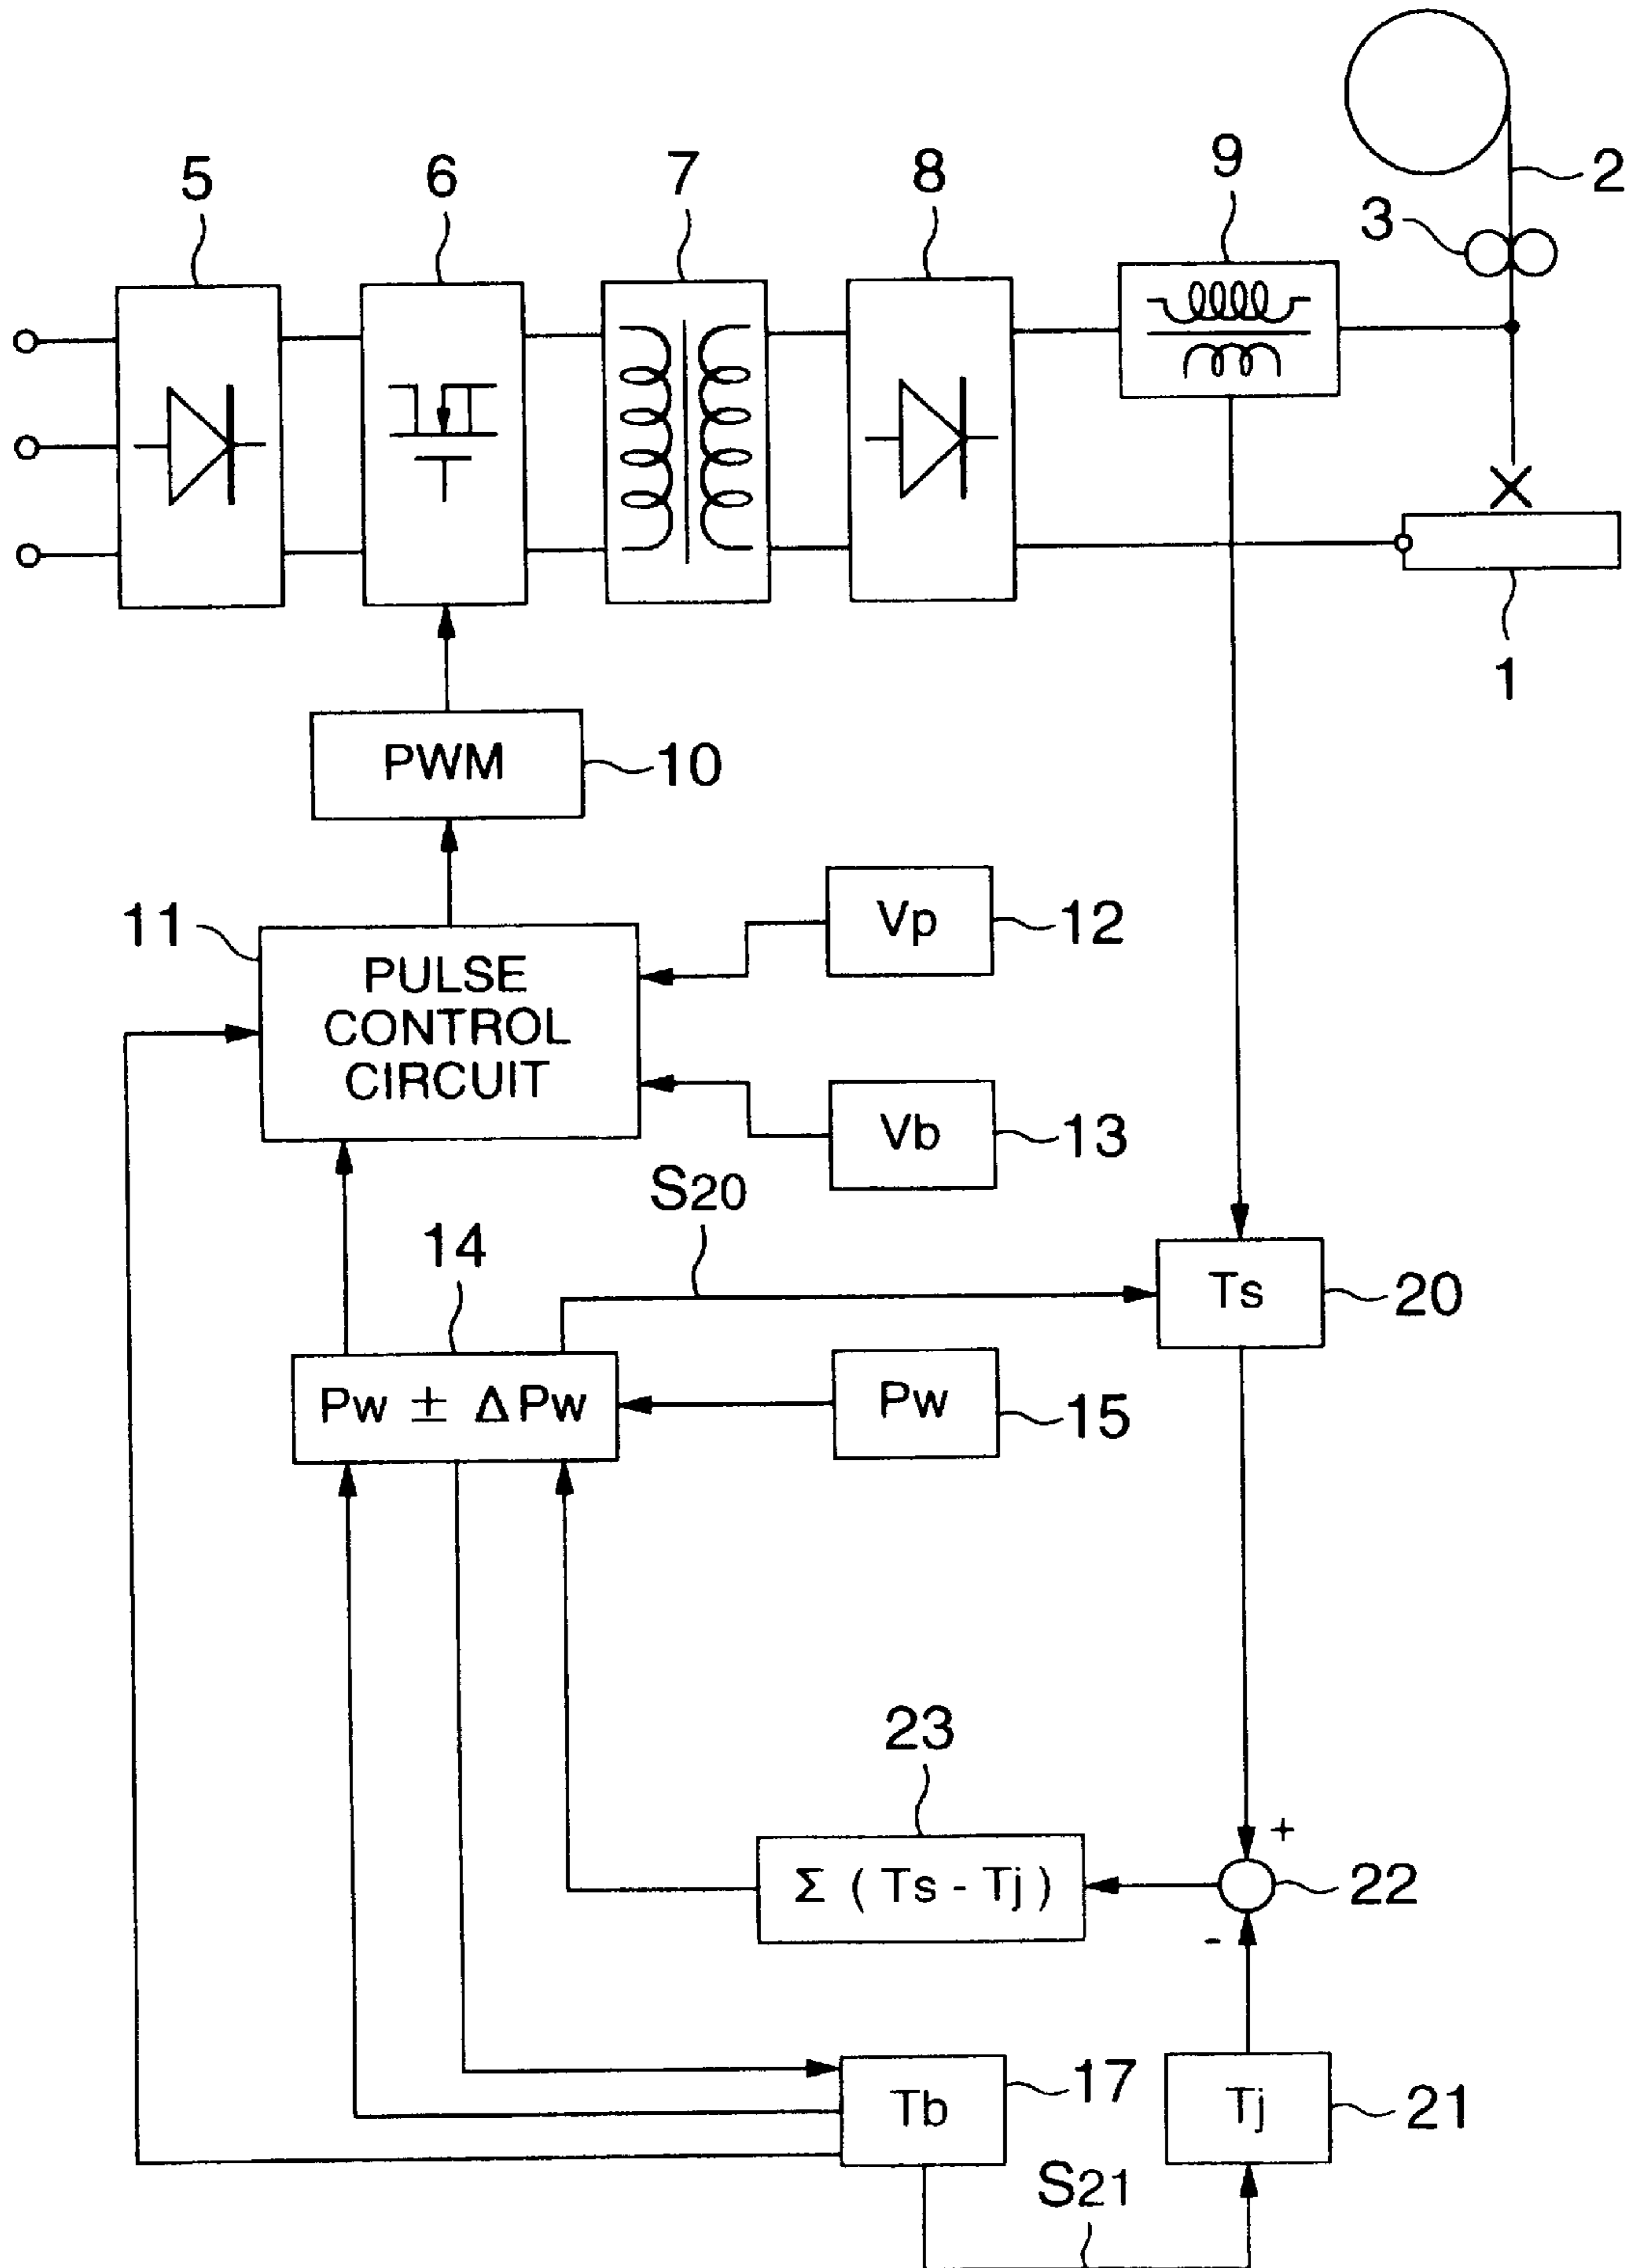 5
6
7
8
9
2
3
1
PWM
10
11
PULSE
CONTROL
CIRCUIT
Vp
12
Vb
13
S20
14
Ts
20
Pw ± Δ Pw
Pw
15
23
+
Σ ( Ts - Tj )
22
-
Tb
17
Tj
21
S21